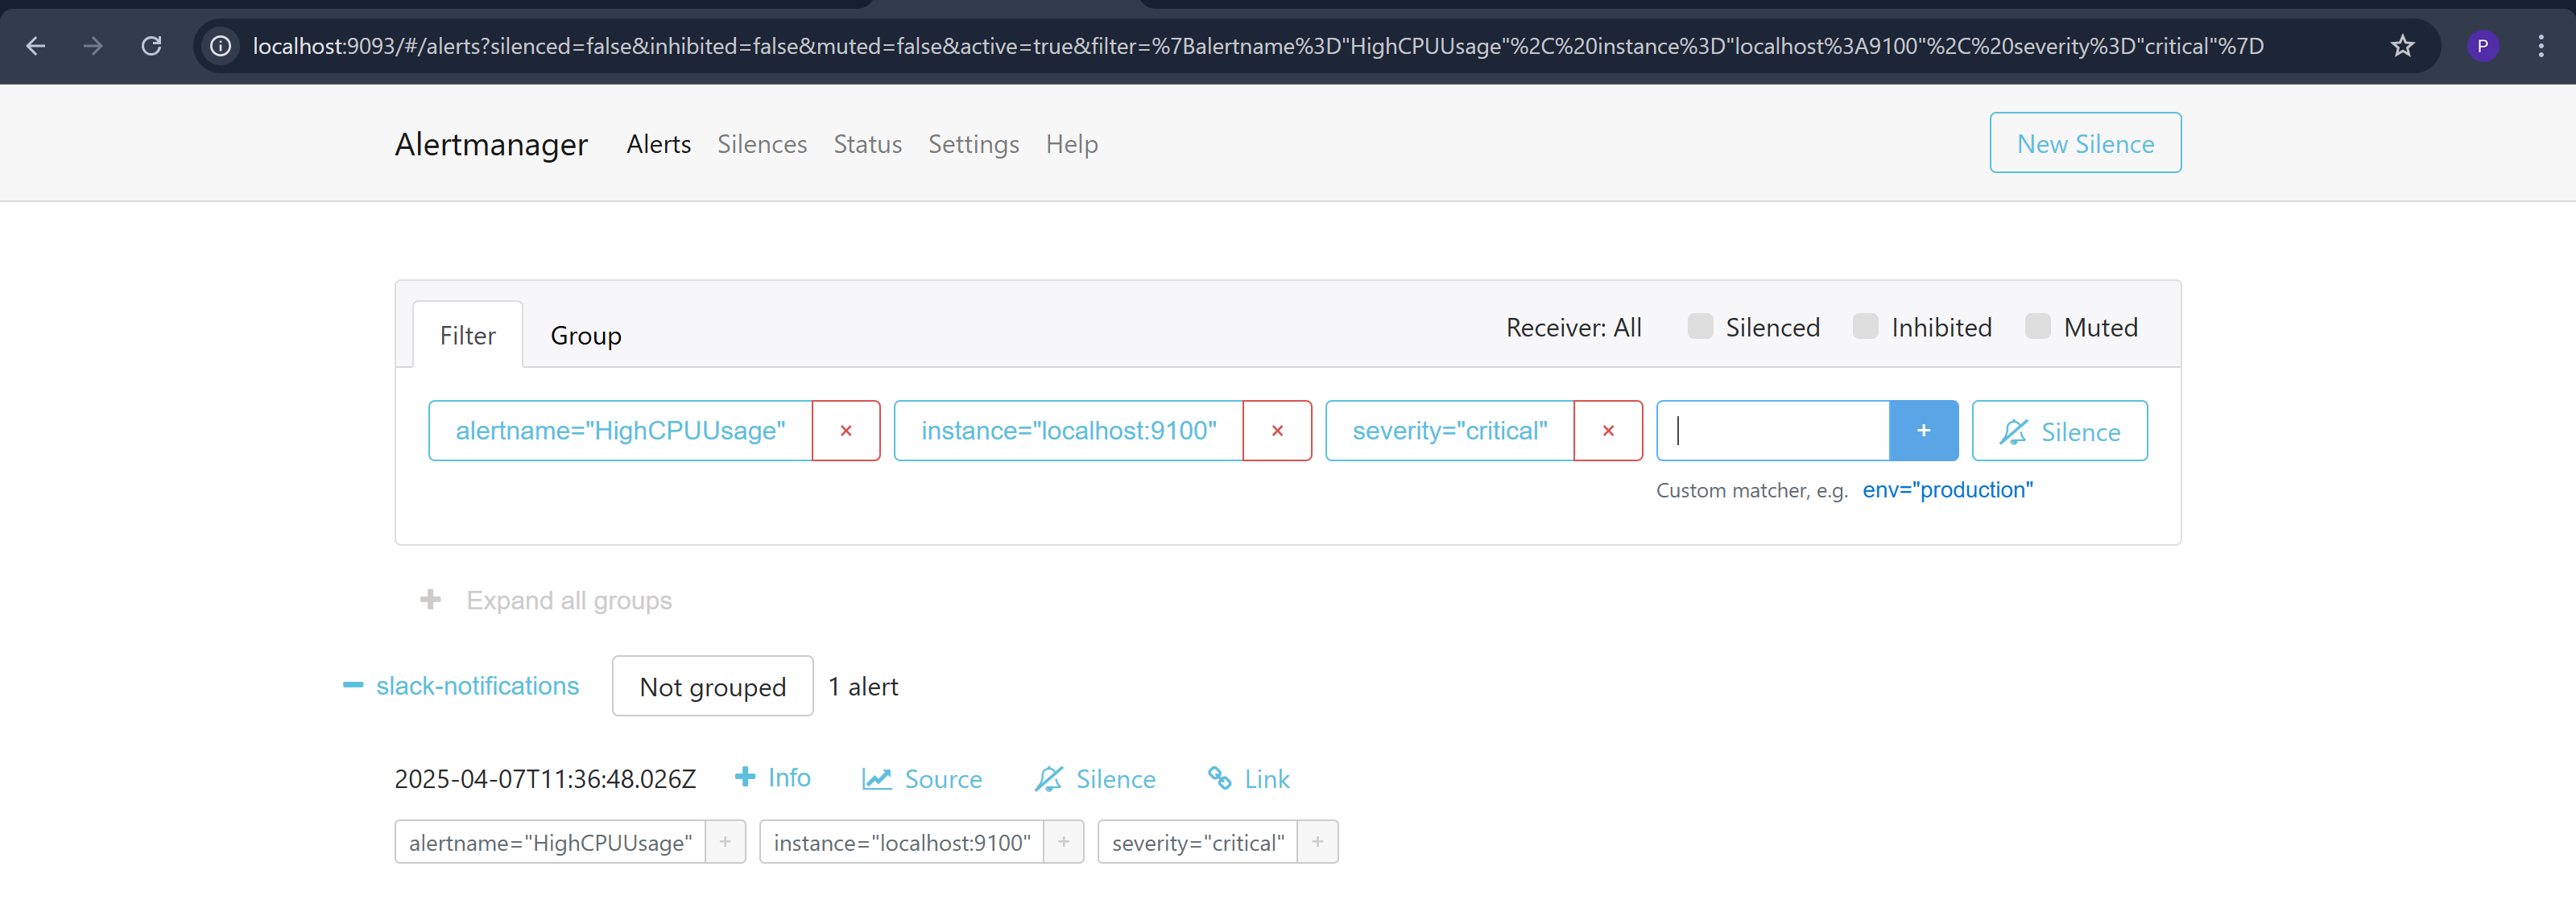 localhost:9093/#/alerts?silenced=false&inhibited=false&muted=false&active=true&filter=%7Balertname%3D"HighCPUUsage"%2C%20instance%3D"localhost%3A9100"%2C%20severity%3D"critical"%7D
P
Alertmanager Alerts Silences Status Settings Help New Silence
Filter Group Receiver: All Silenced Inhibited Muted
alertname="HighCPUUsage" × instance="localhost:9100" × severity="critical" × + Silence
Custom matcher, e.g. env="production"
+ Expand all groups
slack-notifications Not grouped 1 alert
2025-04-07T11:36:48.026Z + Info Source Silence Link
alertname="HighCPUUsage" + instance="localhost:9100" + severity="critical" +